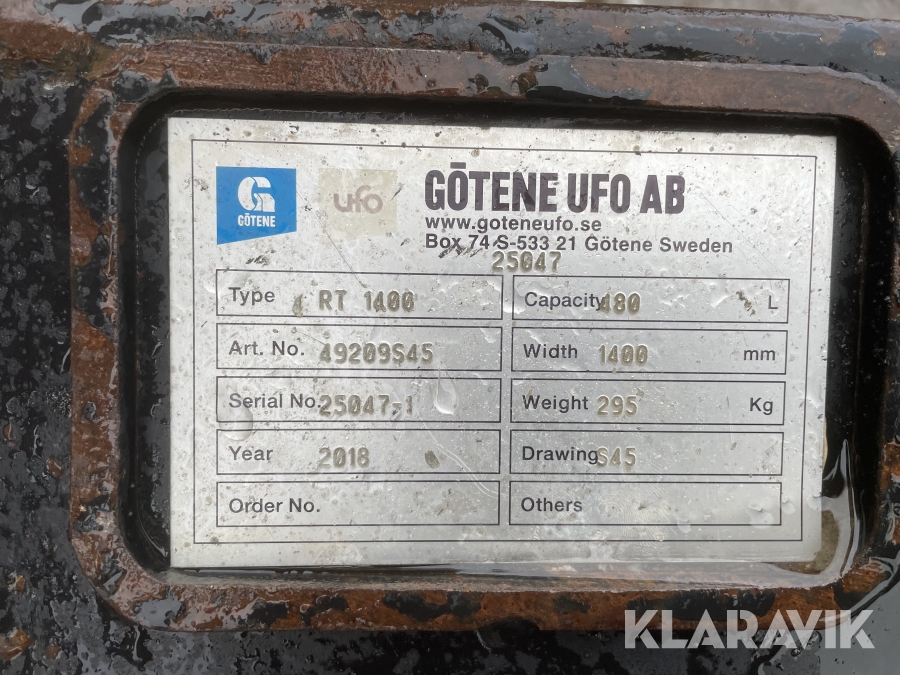 G
GÖTENE
ufo
GÖTENE UFO AB
www.goteneufo.se
Box 74 S-533 21 Götene Sweden
25047
Type RT 1400
Capacity 480 L
Art. No. 49209S45
Width 1400 mm
Serial No. 25047-1
Weight 295 Kg
Year 2018
Drawing S45
Order No.
Others
KLARAVIK